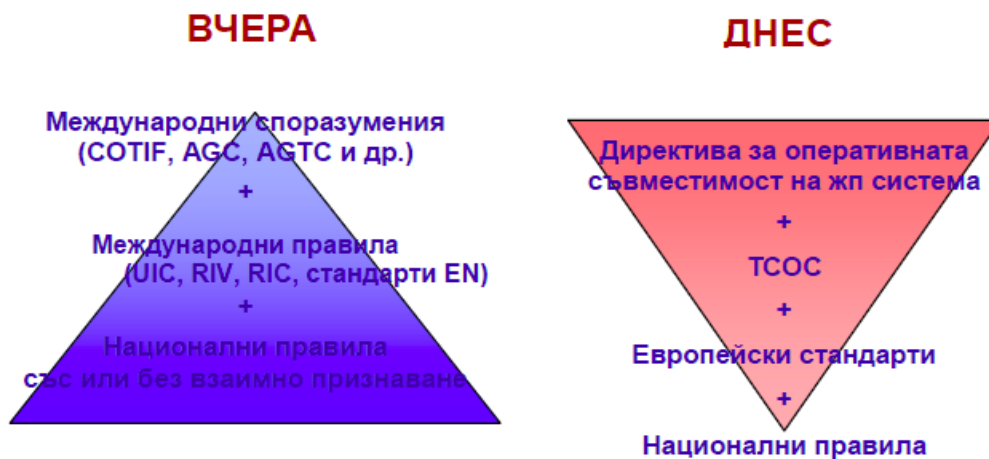 ВЧЕРА
Международни споразумения
(COTIF, AGC, AGTC и др.)
+
Международни правила
(UIC, RIV, RIC, стандарти EN)
+
Национални правила
със или без взаимно признаване
ДНЕС
Директива за оперативната
съвместимост на жп система
+
ТСОС
+
Европейски стандарти
+
Национални правила